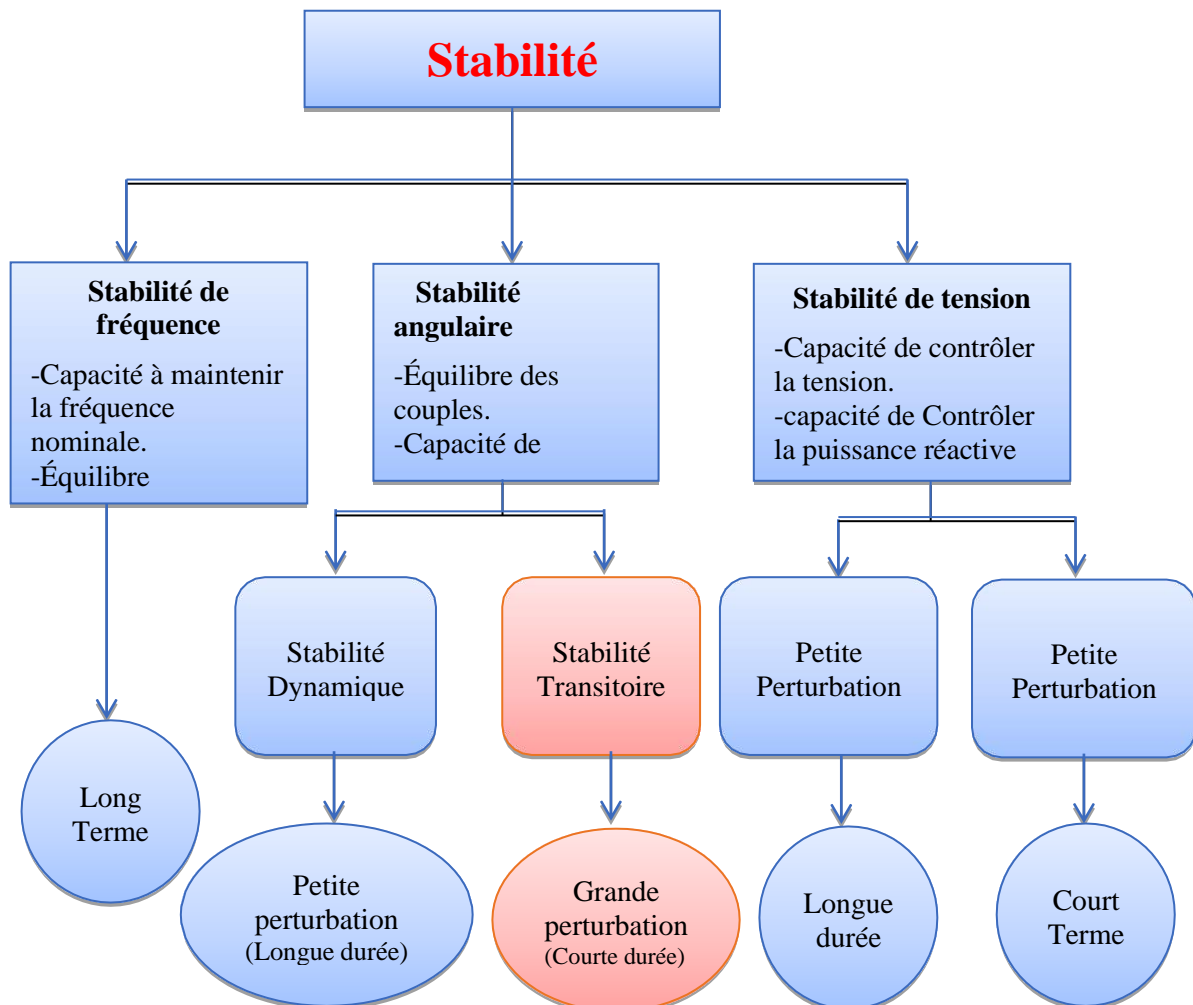 Stabilité
Stabilité de
fréquence
-Capacité à maintenir
la fréquence
nominale.
-Équilibre
Stabilité
angulaire
-Équilibre des
couples.
-Capacité de
Stabilité de tension
-Capacité de contrôler
la tension.
-capacité de Contrôler
la puissance réactive
Stabilité
Dynamique
Stabilité
Transitoire
Petite
Perturbation
Petite
Perturbation
Long
Terme
Petite
perturbation
(Longue durée)
Grande
perturbation
(Courte durée)
Longue
durée
Court
Terme